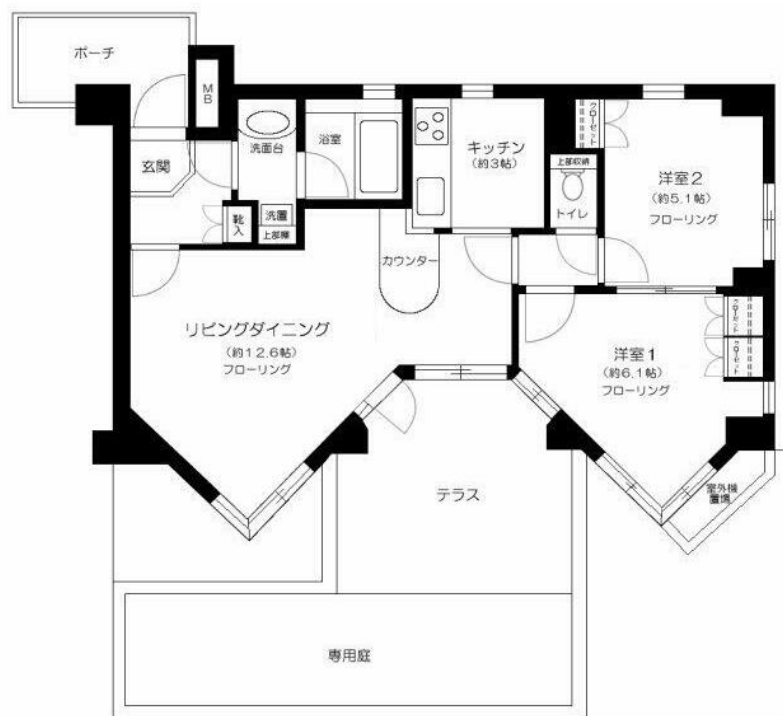 ポーチ
MB
玄関
洗面台
浴室
キッチン
(約3帖)
クローゼット
上部収納
トイレ
洋室2
(約5.1帖)
フローリング
靴入
洗置
上部棚
カウンター
リビングダイニング
(約12.6帖)
フローリング
洋室1
(約6.1帖)
フローリング
クローゼット
クローゼット
テラス
室外機
置場
専用庭